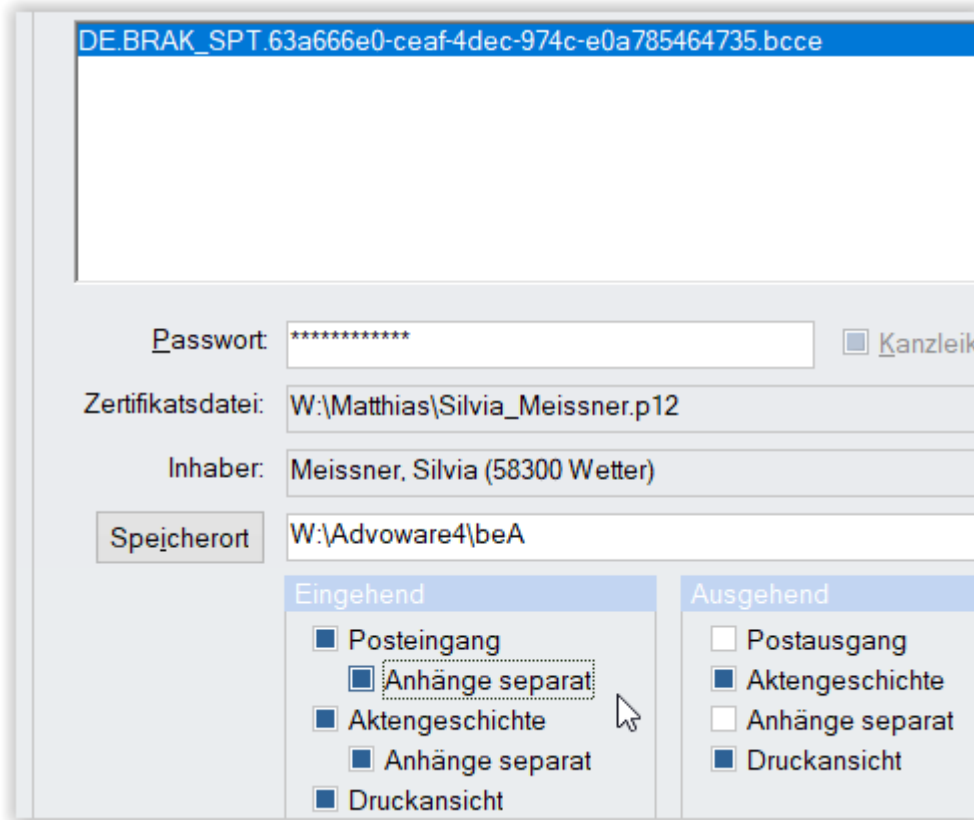 DE.BRAK_SPT.63a666e0-ceaf-4dec-974c-e0a785464735.bcce
Passwort: ************
Kanzleik
Zertifikatsdatei: W:\Matthias\Silvia_Meissner.p12
Inhaber: Meissner, Silvia (58300 Wetter)
Speicherort W:\Advoware4\beA
Eingehend
Posteingang
Anhänge separat
Aktengeschichte
Anhänge separat
Druckansicht
Ausgehend
Postausgang
Aktengeschichte
Anhänge separat
Druckansicht